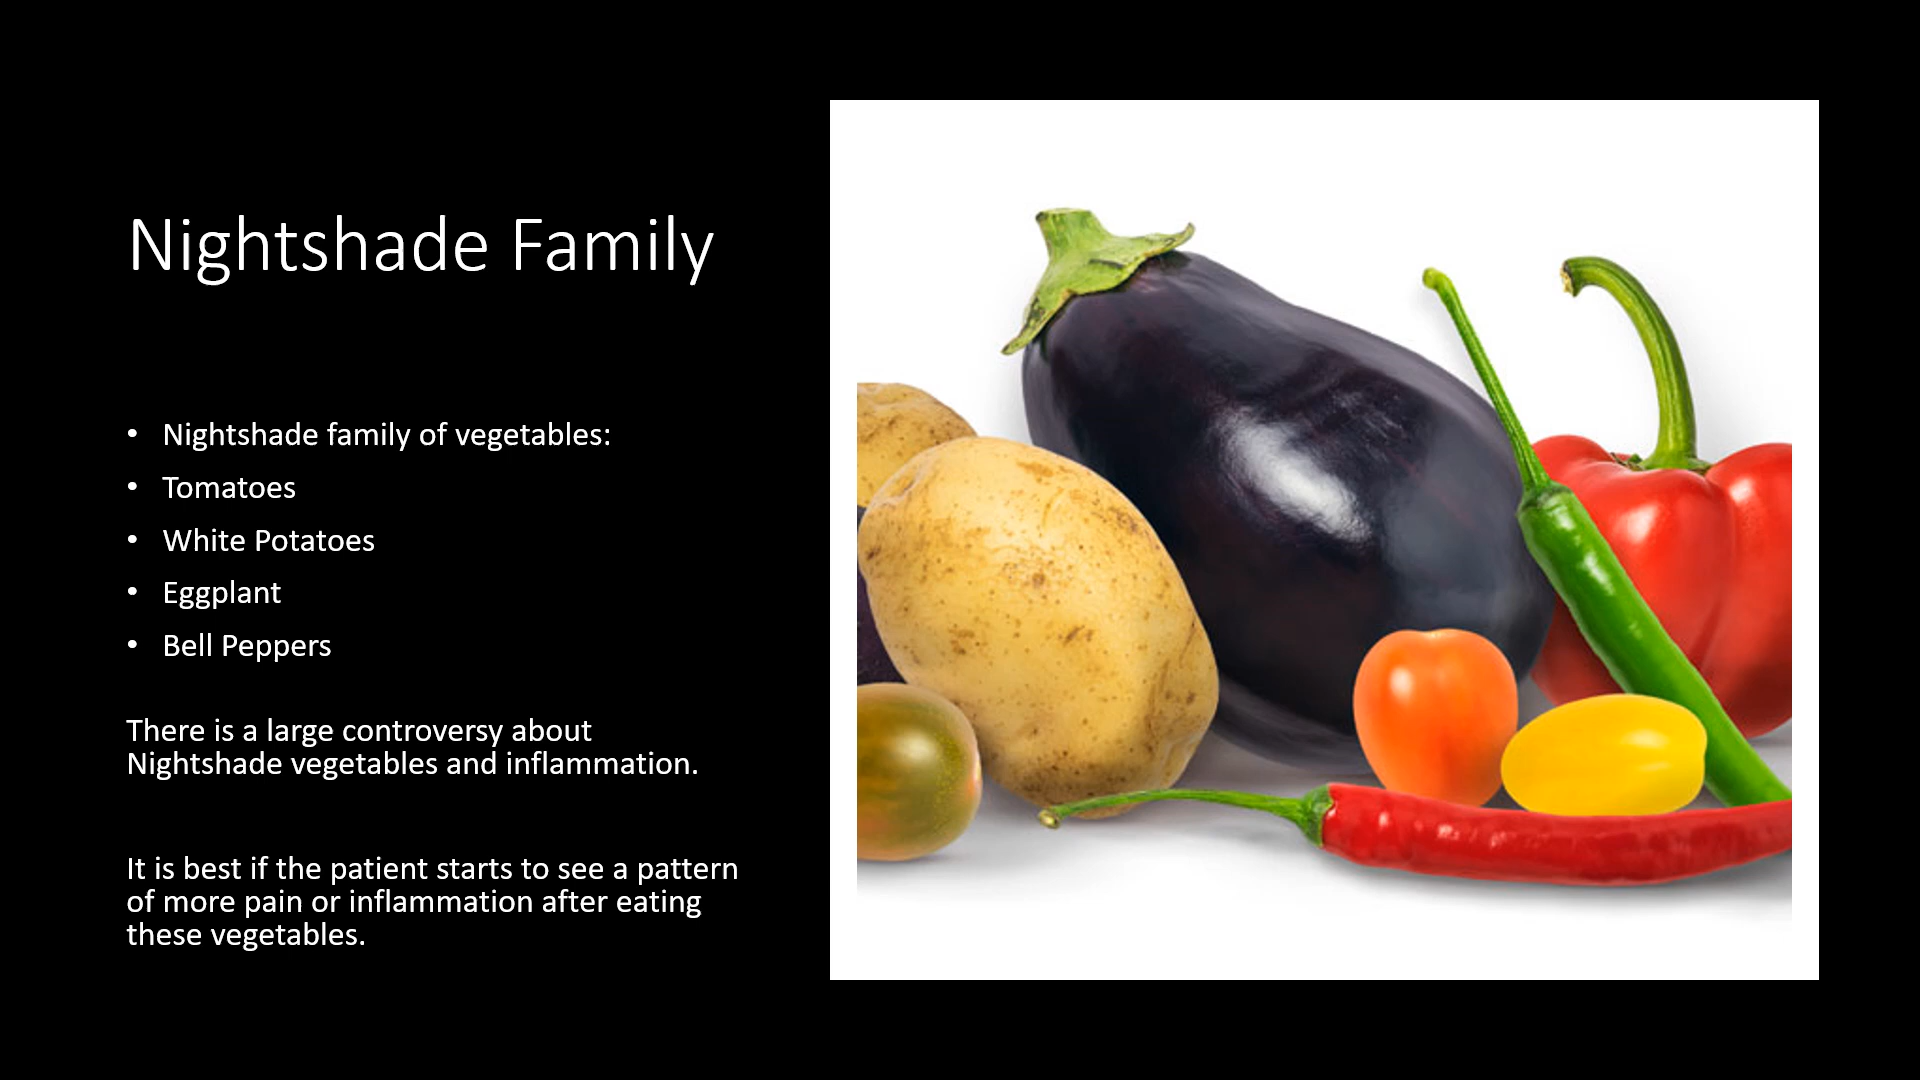 Nightshade Family
• Nightshade family of vegetables:
• Tomatoes
• White Potatoes
• Eggplant
• Bell Peppers
There is a large controversy about
Nightshade vegetables and inflammation.
It is best if the patient starts to see a pattern
of more pain or inflammation after eating
these vegetables.